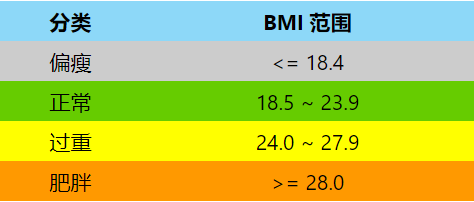 分类 BMI 范围
偏瘦 <= 18.4
正常 18.5 ~ 23.9
过重 24.0 ~ 27.9
肥胖 >= 28.0